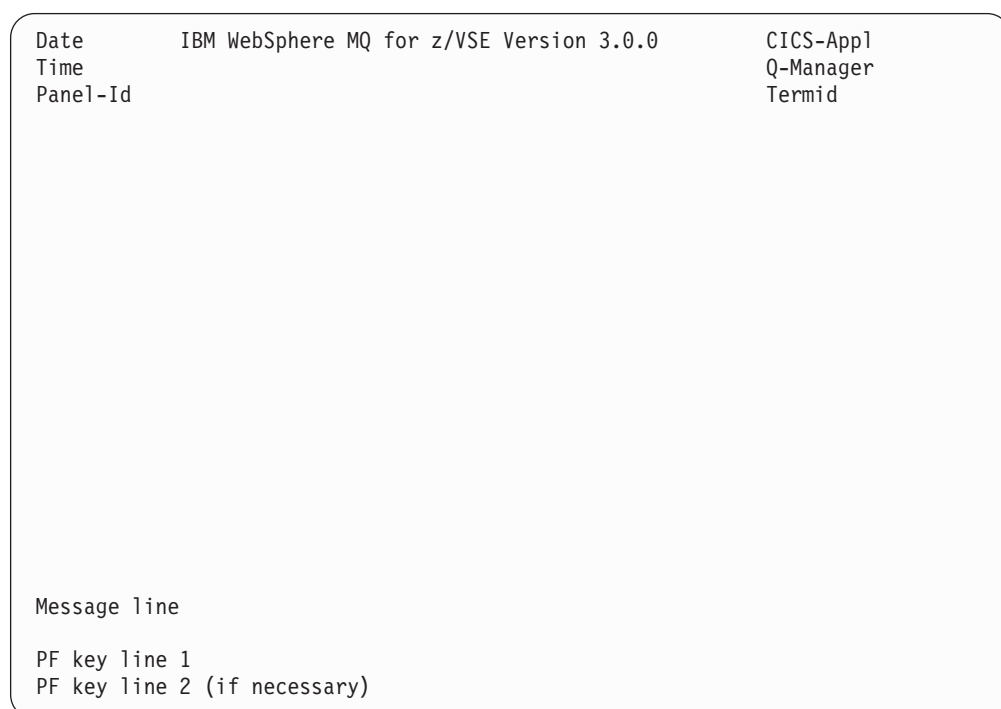 Date IBM WebSphere MQ for z/VSE Version 3.0.0 CICS-Appl
Time Q-Manager
Panel-Id Termid
Message line
PF key line 1
PF key line 2 (if necessary)